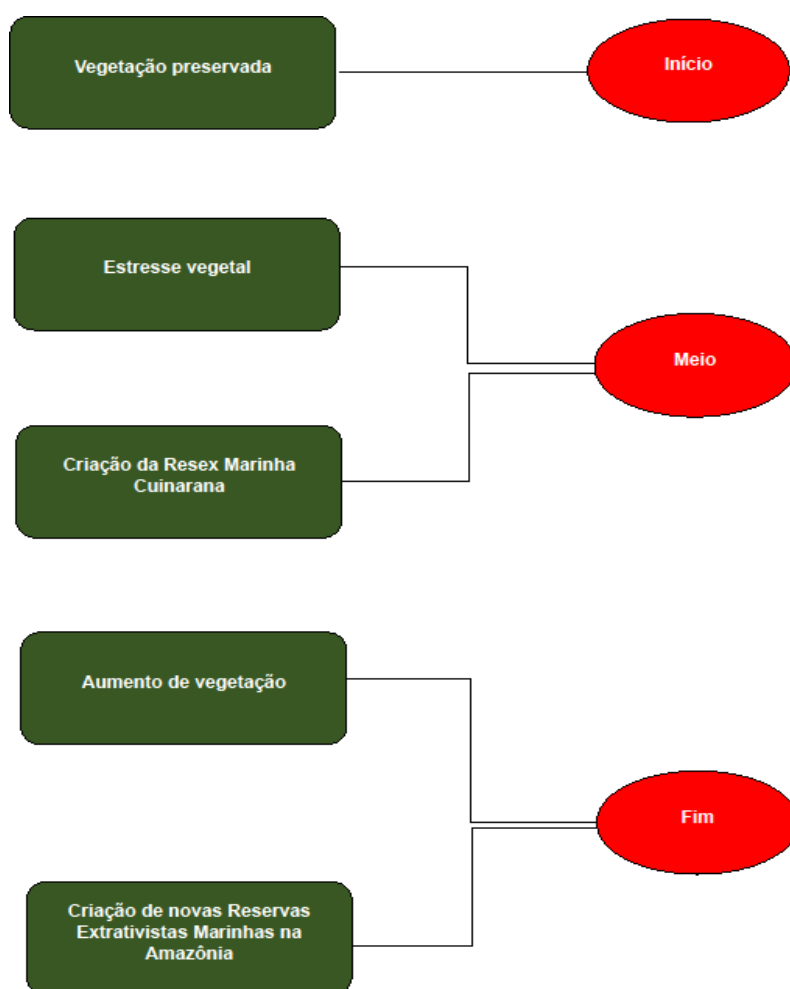 Vegetação preservada
Início
Estresse vegetal
Meio
Criação da Resex Marinha
Cuinarana
Aumento de vegetação
Fim
Criação de novas Reservas
Extrativistas Marinhas na
Amazônia